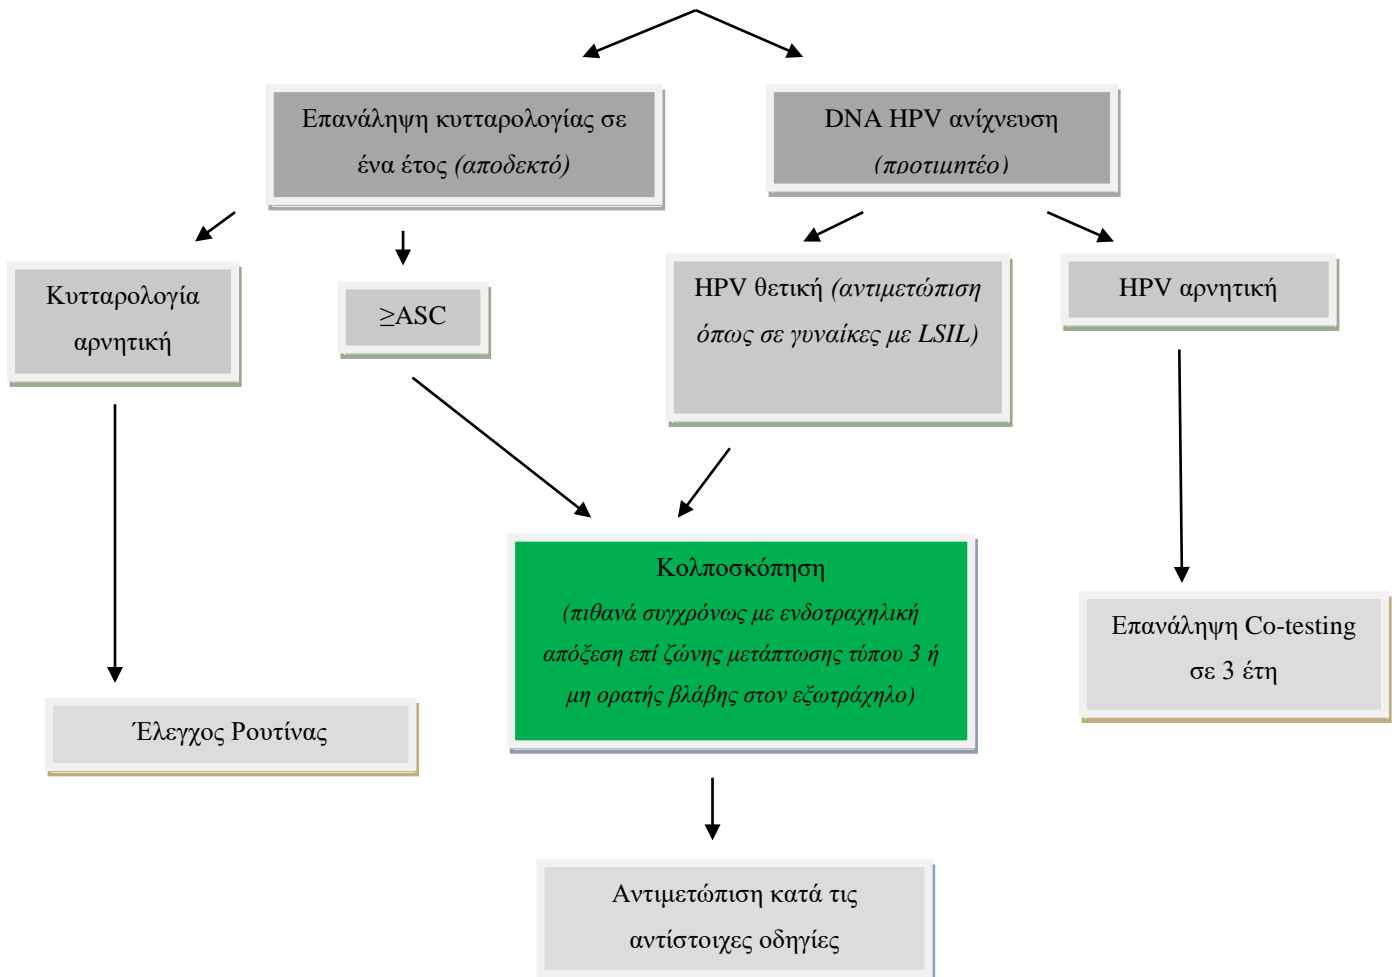 Επανάληψη κυτταρολογίας σε
ένα έτος (αποδεκτό)
DNA HPV ανίχνευση
(προτιμητέο)
Κυτταρολογία
αρνητική
≥ASC
HPV θετική (αντιμετώπιση
όπως σε γυναίκες με LSIL)
HPV αρνητική
Κολποσκόπηση
(πιθανά συγχρόνως με ενδοτραχηλική
απόξεση επί ζώνης μετάπτωσης τύπου 3 ή
μη ορατής βλάβης στον εξωτράχηλο)
Επανάληψη Co-testing
σε 3 έτη
Έλεγχος Ρουτίνας
Αντιμετώπιση κατά τις
αντίστοιχες οδηγίες